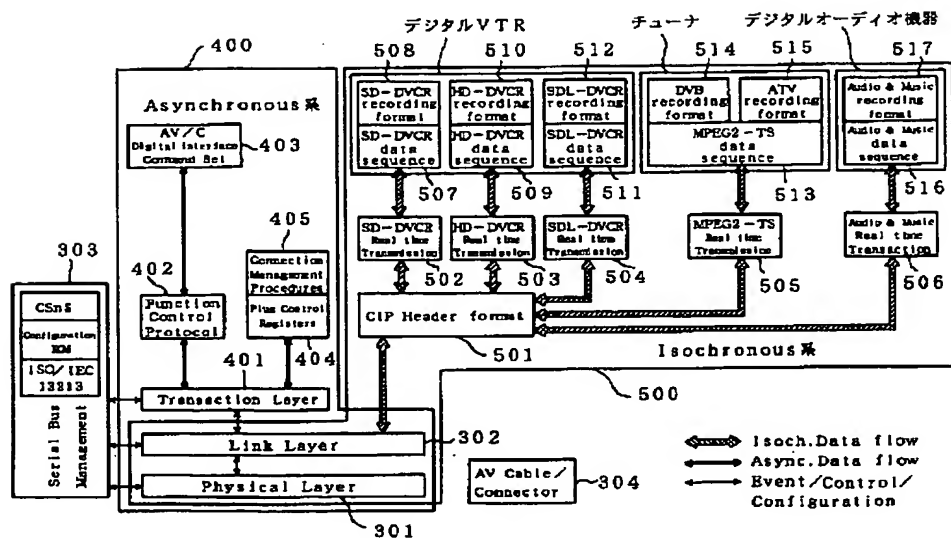 デジタルVTR
チューナ
デジタルオーディオ機器
400
508
510
512
514
515
517
Asynchronous系
SD-DVCR
recording
format
SD-DVCR
data
sequence
HD-DVCR
recording
format
HD-DVCR
data
sequence
SDL-DVCR
recording
format
SDL-DVCR
data
sequence
DVB
recording
format
ATV
recording
format
MPEG2-TS
data
sequence
Audio & Music
recording
format
Audio & Music
data
sequence
AV/C
Digital Interface
Command Set
403
507
509
511
513
516
405
SD-DVCR
Real time
Transmission
HD-DVCR
Real time
Transmission
SDL-DVCR
Real time
Transmission
MPEG2-TS
Real time
Transmission
Audio & Music
Real time
Transaction
303
402
Connection
Management
Procedures
502
503
504
505
506
CSnS
Configuration
ROM
ISO/IEC
13213
Function
Control
Protocol
Plus Control
Registers
CIP Header format
401
404
501
Isochronous系
Transaction Layer
500
Serial Bus
Management
Link Layer
302
Isoch.Data flow
Async.Data flow
Event/Control/
Configuration
Physical Layer
AV Cable/
Connector
304
301